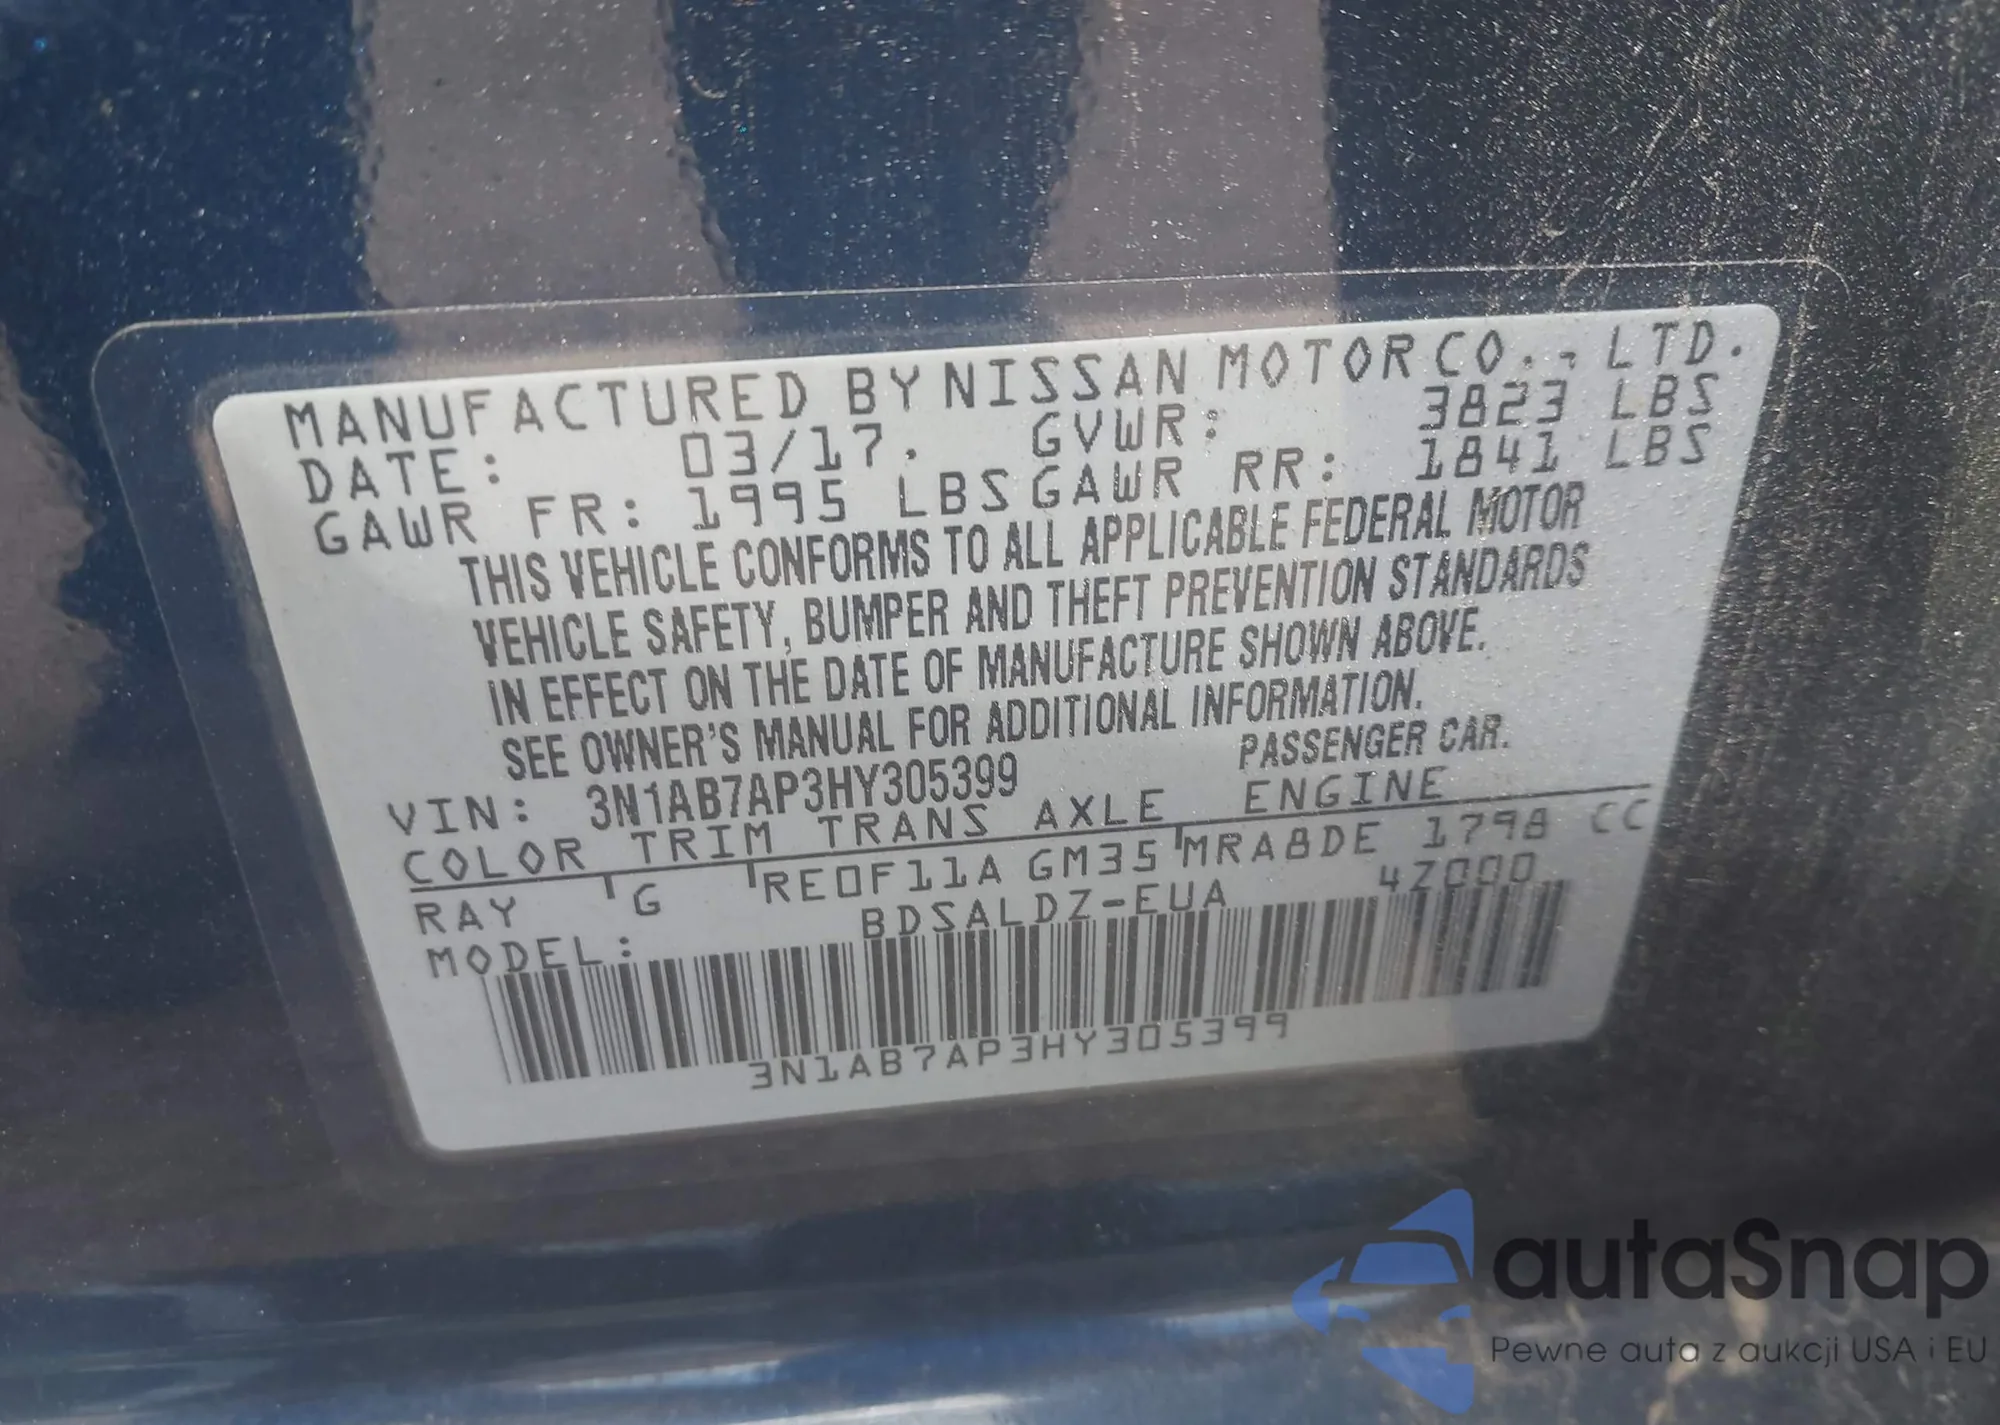 MANUFACTURED BY NISSAN MOTOR CO., LTD.
DATE: 03/17. GVWR: 3823 LBS
GAWR FR: 1995 LBS GAWR RR: 1841 LBS
THIS VEHICLE CONFORMS TO ALL APPLICABLE FEDERAL MOTOR
VEHICLE SAFETY, BUMPER AND THEFT PREVENTION STANDARDS
IN EFFECT ON THE DATE OF MANUFACTURE SHOWN ABOVE.
SEE OWNER'S MANUAL FOR ADDITIONAL INFORMATION.
VIN: 3N1AB7AP3HY305399 PASSENGER CAR.
COLOR TRIM TRANS AXLE ENGINE
RAY G RE0F11A GM35 MRA8DE 1798 CC
MODEL: BDSALDZ-EUA 4Z000
3N1AB7AP3HY305399
autaSnap
Pewne auta z aukcji USA i EU